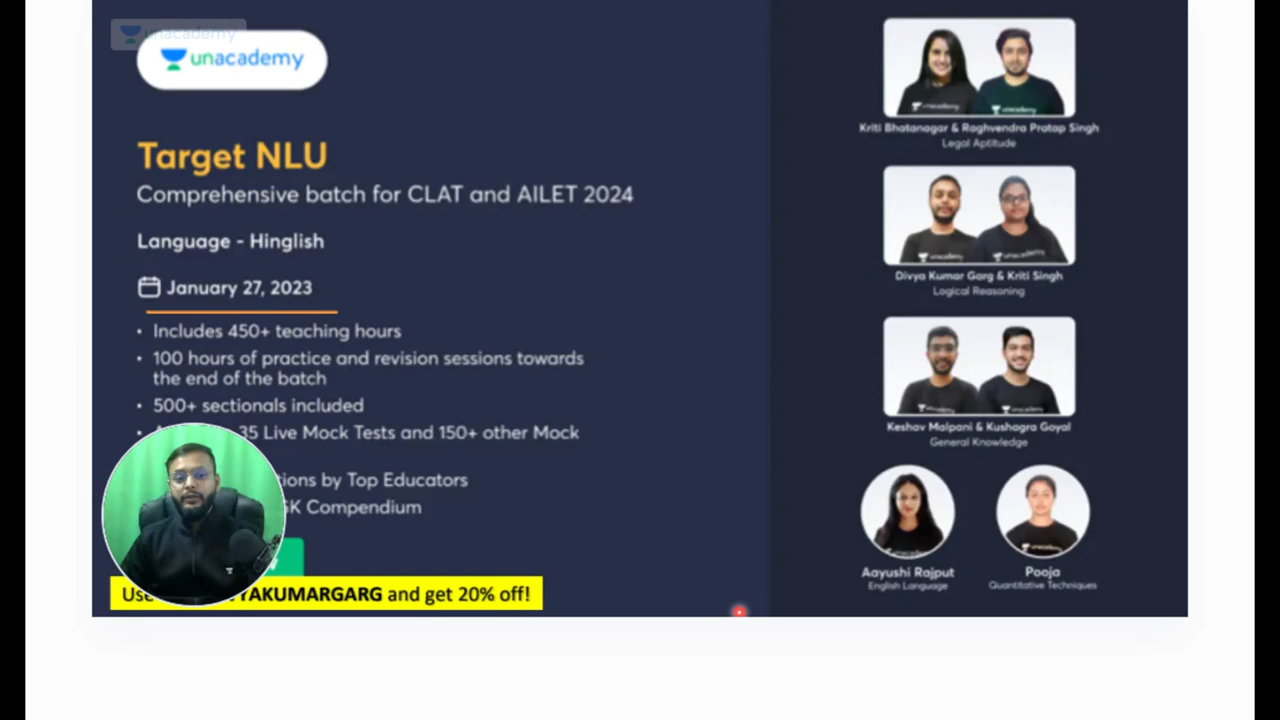 unacademy
unacademy
Target NLU
Comprehensive batch for CLAT and AILET 2024
Language - Hinglish
January 27, 2023
• Includes 450+ teaching hours
• 100 hours of practice and revision sessions towards
the end of the batch
• 500+ sectionals included
• 35 Live Mock Tests and 150+ other Mock
by Top Educators
Compendium
Use YAKUMARGARG and get 20% off!
Kriti Bhatanagar & Raghvendra Pratap Singh
Legal Aptitude
Divya Kumar Garg & Kriti Singh
Logical Reasoning
Keshav Malpani & Kushagra Goyal
General Knowledge
Aayushi Rajput
English Language
Pooja
Quantitative Techniques